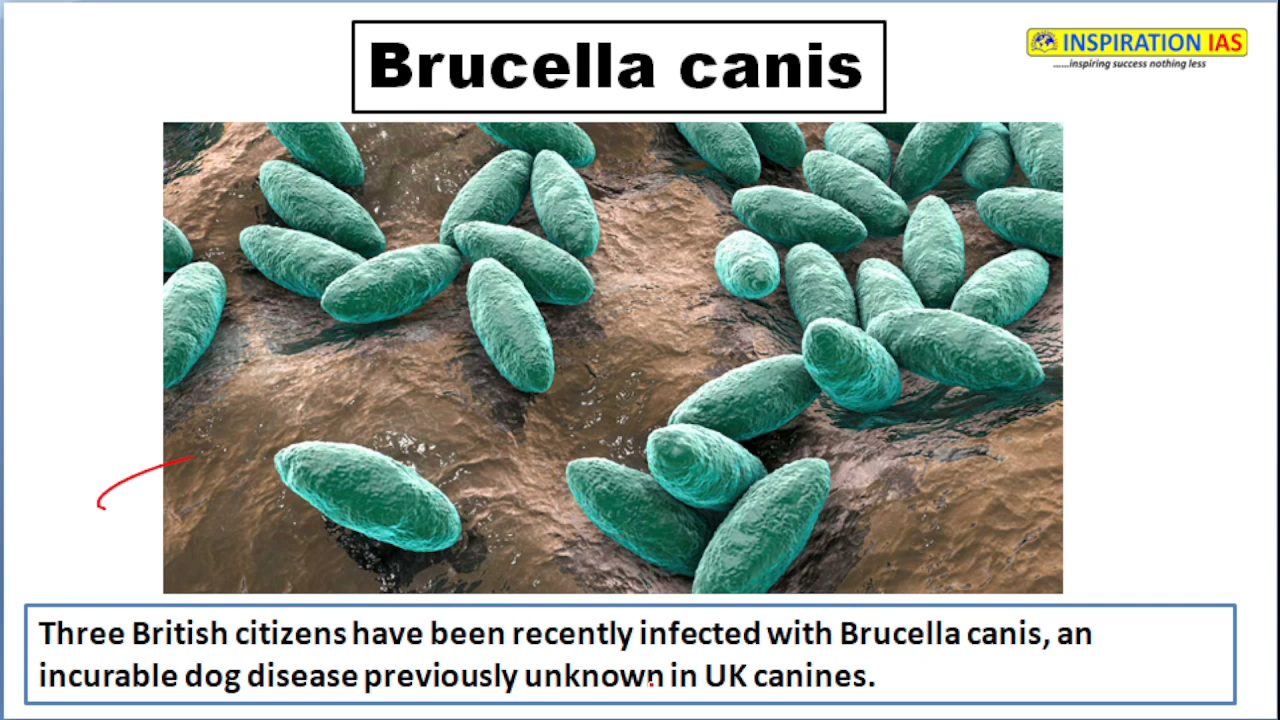 Brucella canis
INSPIRATION IAS
......inspiring success nothing less
Three British citizens have been recently infected with Brucella canis, an
incurable dog disease previously unknown in UK canines.